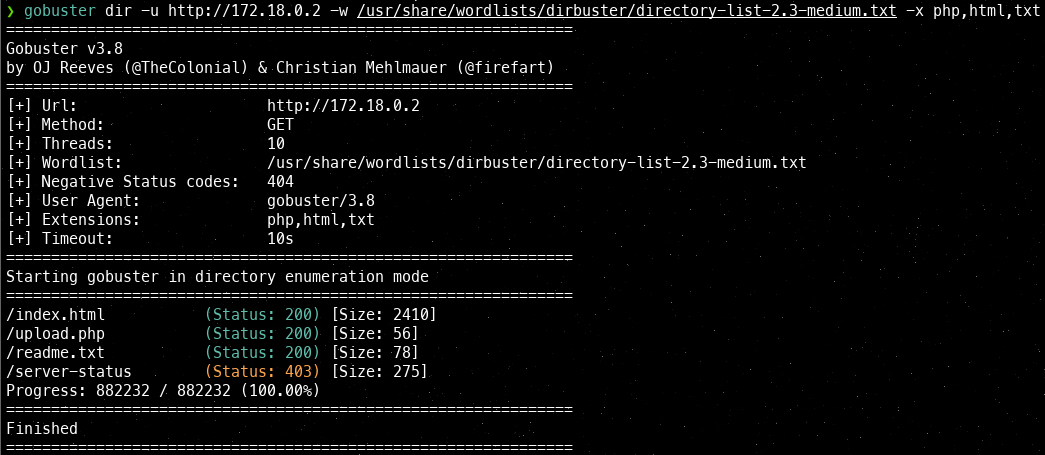 ❯ gobuster dir -u http://172.18.0.2 -w /usr/share/wordlists/dirbuster/directory-list-2.3-medium.txt -x php,html,txt
===============================================================
Gobuster v3.8
by OJ Reeves (@TheColonial) & Christian Mehlmauer (@firefart)
===============================================================
[+] Url:                     http://172.18.0.2
[+] Method:                  GET
[+] Threads:                 10
[+] Wordlist:                /usr/share/wordlists/dirbuster/directory-list-2.3-medium.txt
[+] Negative Status codes:   404
[+] User Agent:              gobuster/3.8
[+] Extensions:              php,html,txt
[+] Timeout:                 10s
===============================================================
Starting gobuster in directory enumeration mode
===============================================================
/index.html           (Status: 200) [Size: 2410]
/upload.php           (Status: 200) [Size: 56]
/readme.txt           (Status: 200) [Size: 78]
/server-status        (Status: 403) [Size: 275]
Progress: 882232 / 882232 (100.00%)
===============================================================
Finished
===============================================================